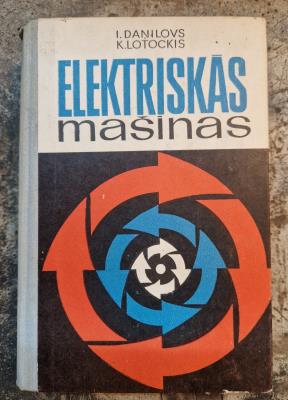 I. DANILOVS
K. LOTOCKIS
ELEKTRISKĀS
mašīnas